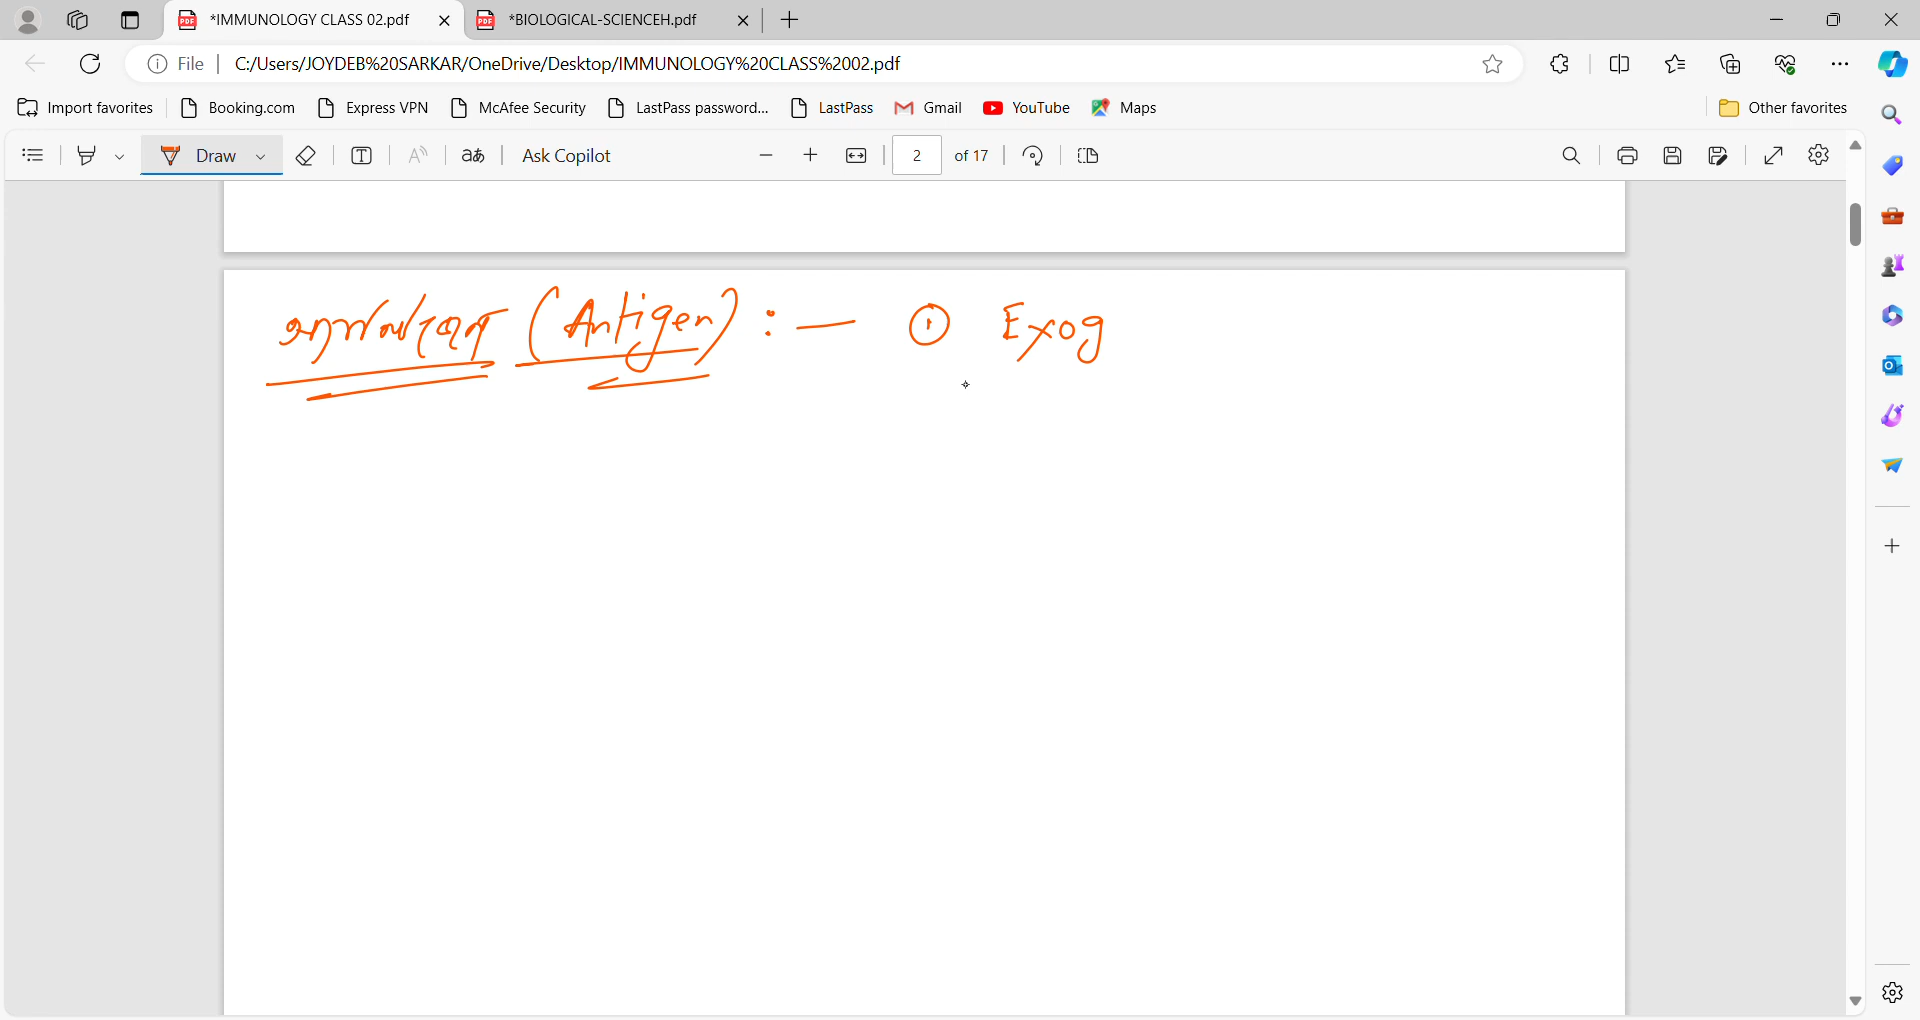 *IMMUNOLOGY CLASS 02.pdf
*BIOLOGICAL-SCIENCEH.pdf
File
C:/Users/JOYDEB%20SARKAR/OneDrive/Desktop/IMMUNOLOGY%20CLASS%2002.pdf
Import favorites Booking.com Express VPN McAfee Security LastPass password... LastPass Gmail YouTube Maps Other favorites
Draw Ask Copilot 2 of 17
(Antigen) : — ① Exog